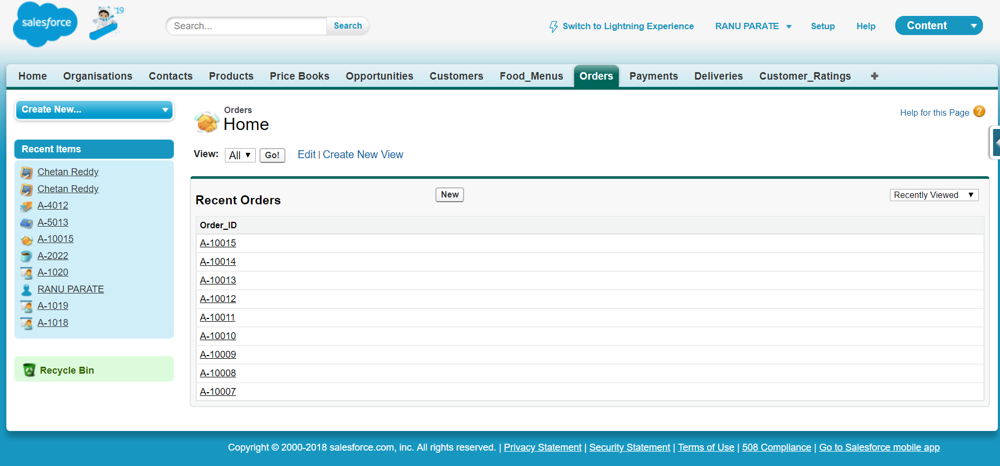 salesforce '19
Search... Search
Switch to Lightning Experience RANU PARATE Setup Help Content
Home Organisations Contacts Products Price Books Opportunities Customers Food_Menus Orders Payments Deliveries Customer_Ratings
Create New...
Recent Items
Chetan Reddy
Chetan Reddy
A-4012
A-5013
A-10015
A-2022
A-1020
RANU PARATE
A-1019
A-1018
Recycle Bin
Orders
Home
Help for this Page ?
View: All Go! Edit | Create New View
Recent Orders New Recently Viewed
Order_ID
A-10015
A-10014
A-10013
A-10012
A-10011
A-10010
A-10009
A-10008
A-10007
Copyright © 2000-2018 salesforce.com, inc. All rights reserved. | Privacy Statement | Security Statement | Terms of Use | 508 Compliance | Go to Salesforce mobile app